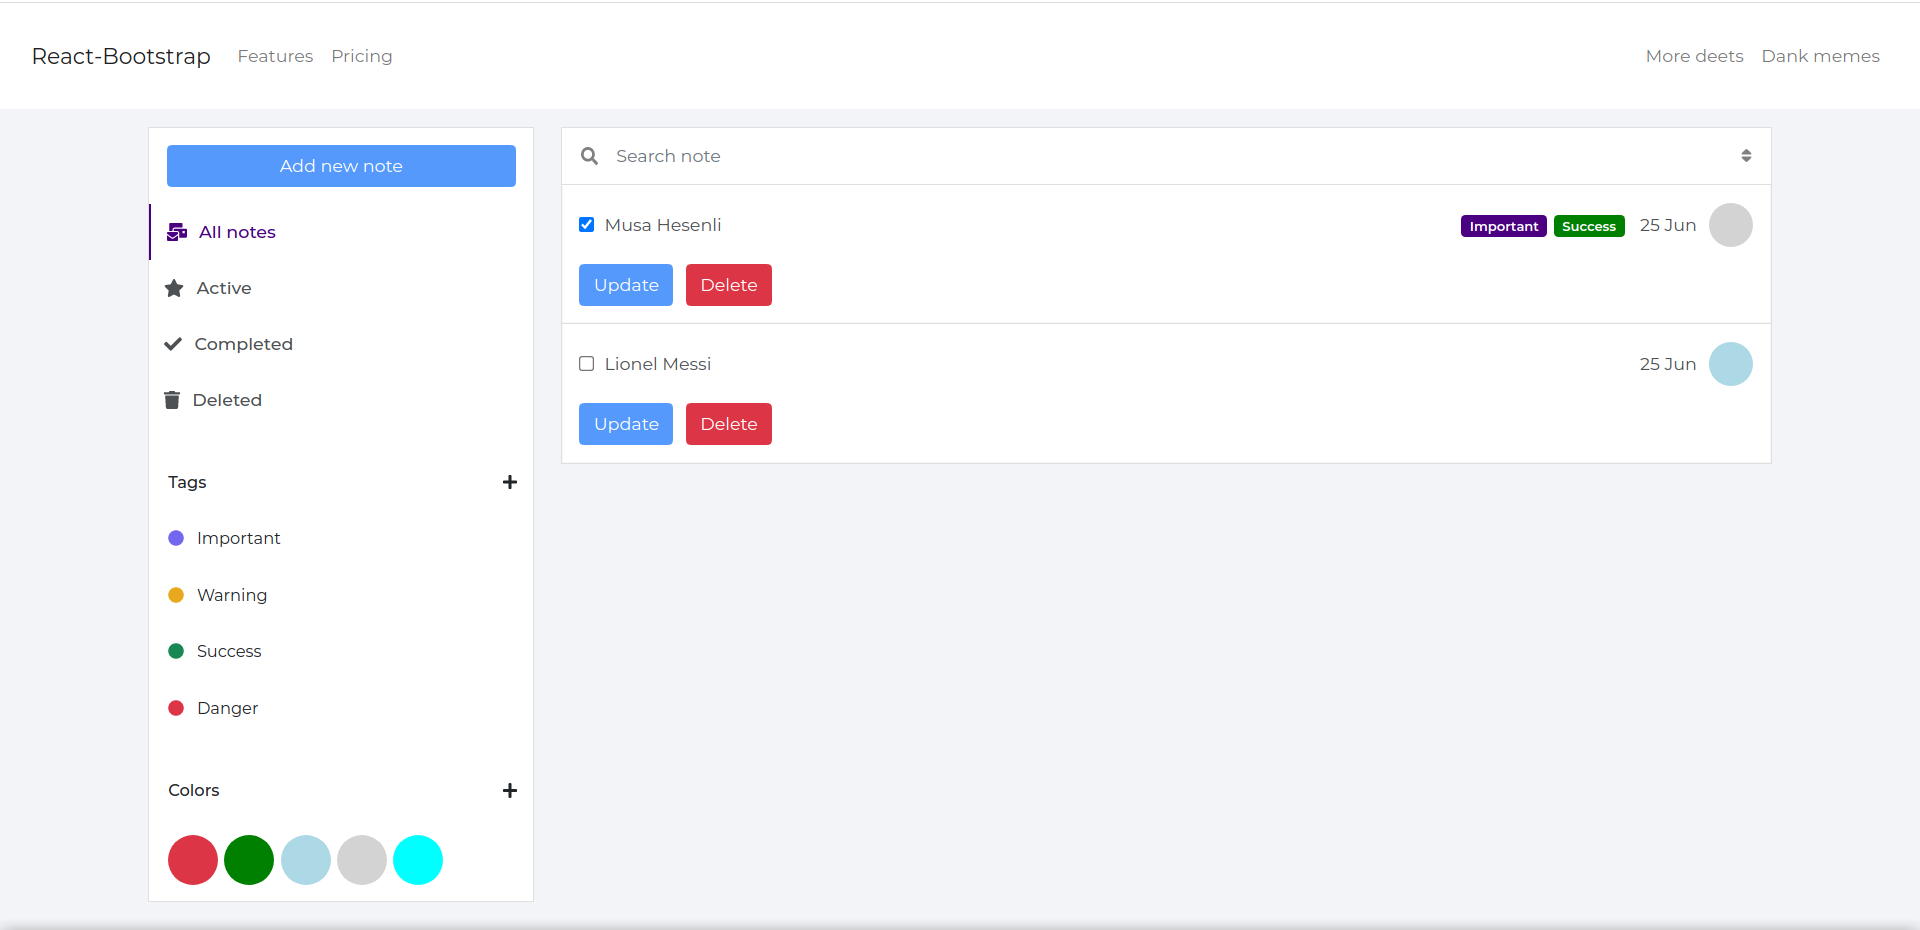 React-Bootstrap Features Pricing More deets Dank memes
Add new note
All notes
Active
Completed
Deleted
Tags
Important
Warning
Success
Danger
Colors
Search note
Musa Hesenli Important Success 25 Jun
Update Delete
Lionel Messi 25 Jun
Update Delete